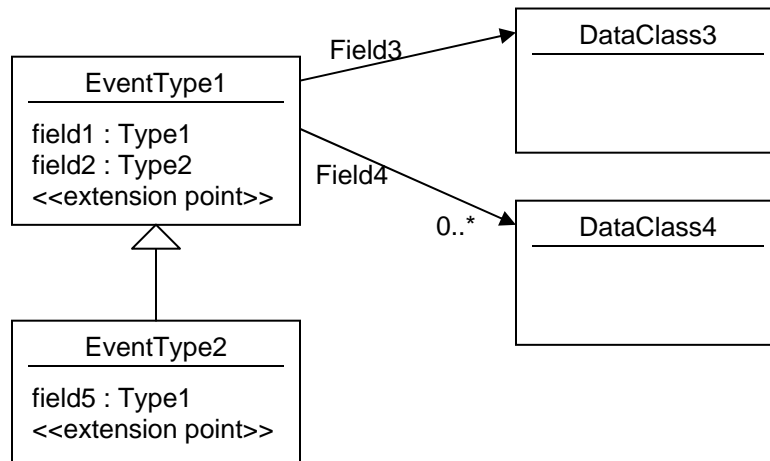 EventType1
field1 : Type1
field2 : Type2
<<extension point>>
Field3
DataClass3
Field4
0..*
DataClass4
EventType2
field5 : Type1
<<extension point>>